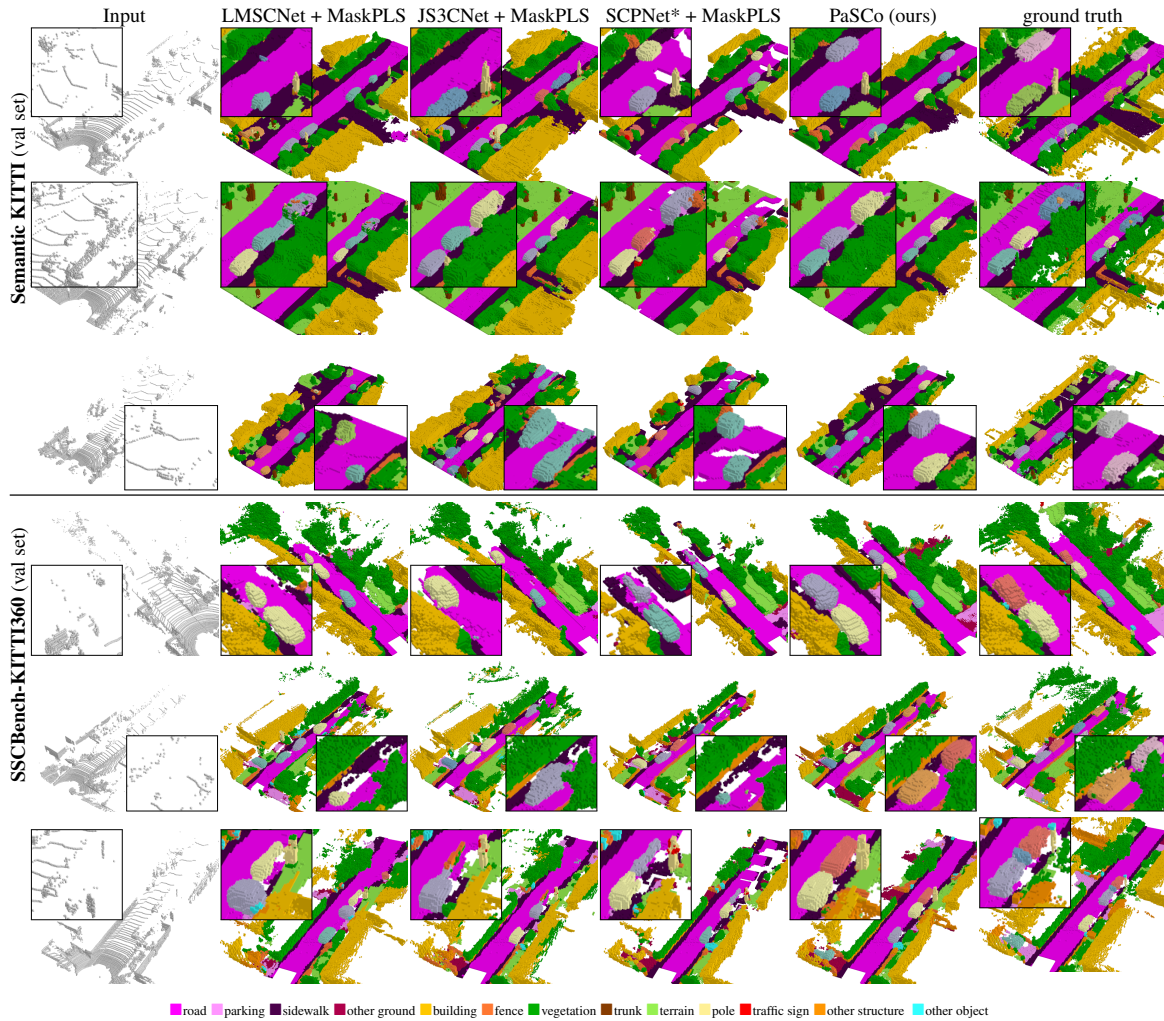 Input LMSCNet + MaskPLS JS3CNet + MaskPLS SCPNet* + MaskPLS PaSCo (ours) ground truth
Semantic KITTI (val set)
SSCBench-KITTI360 (val set)
road parking sidewalk other ground building fence vegetation trunk terrain pole traffic sign other structure other object